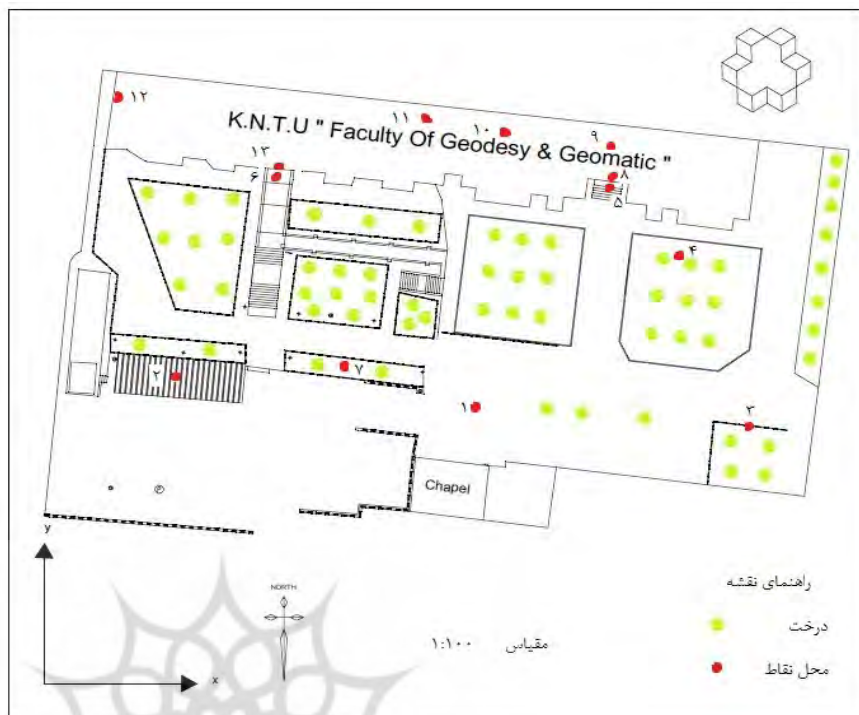 ۱۲
۱۱
K.N.T.U " Faculty Of Geodesy & Geomatic "
۱۰
۹
۱۳
۶
۸
۵
۴
۲
۷
۱
۳
Chapel
y
x
NORTH
مقیاس ۱:۱۰۰
راهنمای نقشه
درخت
محل نقاط